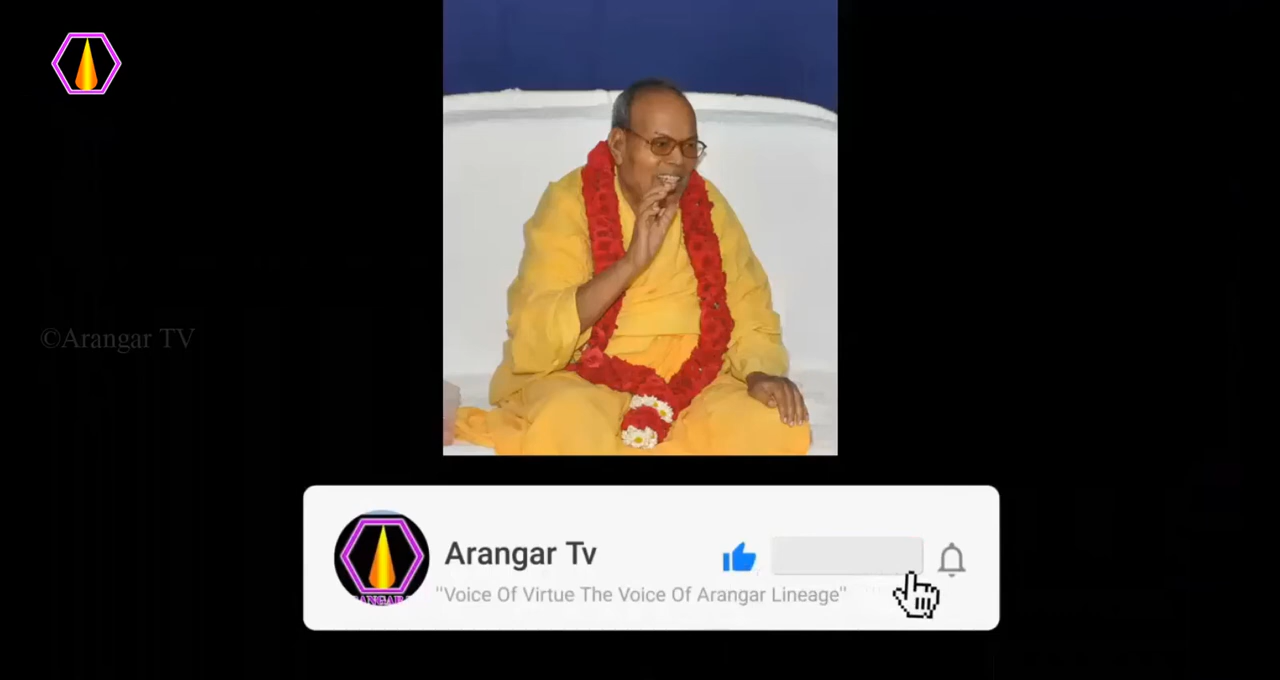 ©Arangar TV
Arangar Tv
"Voice Of Virtue The Voice Of Arangar Lineage"